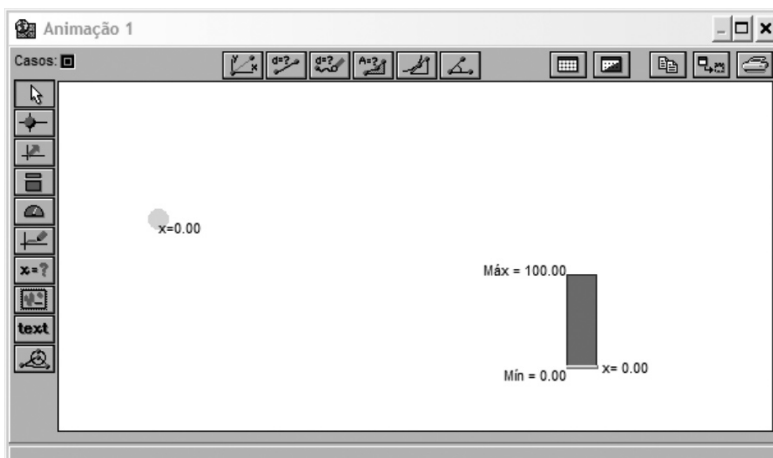 Animação 1
Casos:
y x d=? d=? A=?
x=?
text
x=0.00
Máx = 100.00
x= 0.00
Mín = 0.00